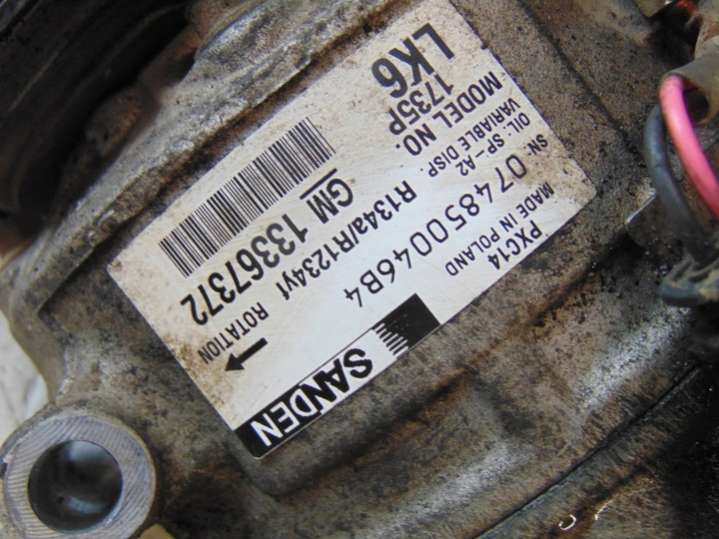 SANDEN
PXC14
MADE IN POLAND
SN. 074850046B4
OIL. SP-A2
VARIABLE DISP.
MODEL NO.
1735P
LK6
R134a/R1234yf
GM 13367372
ROTATION